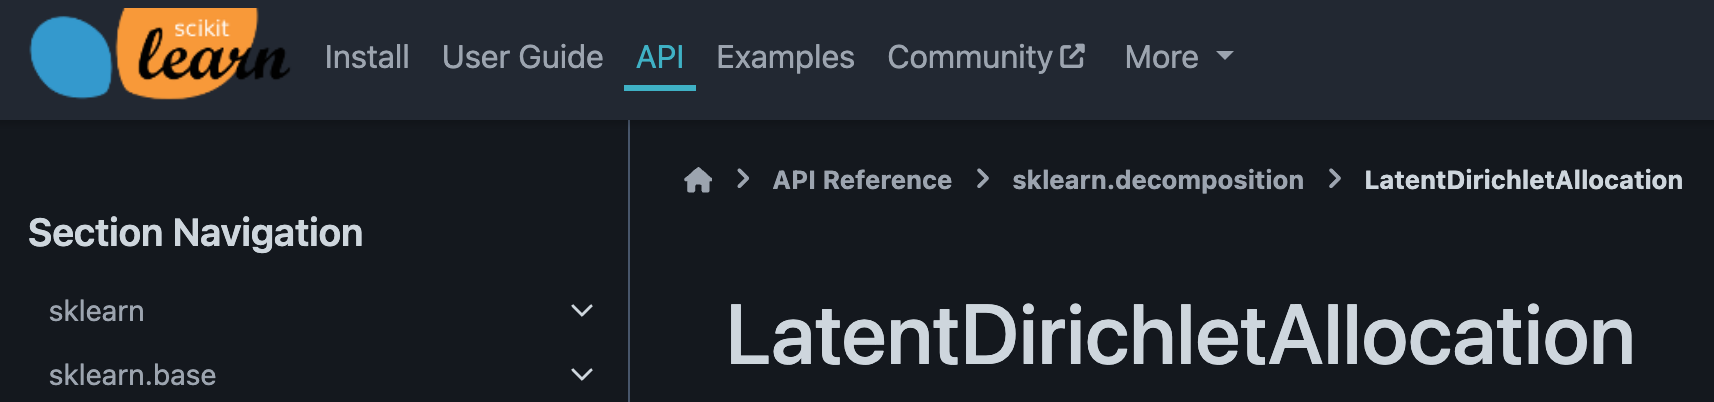 scikit
learn
Install User Guide API Examples Community More
API Reference sklearn.decomposition LatentDirichletAllocation
Section Navigation
sklearn
sklearn.base
LatentDirichletAllocation